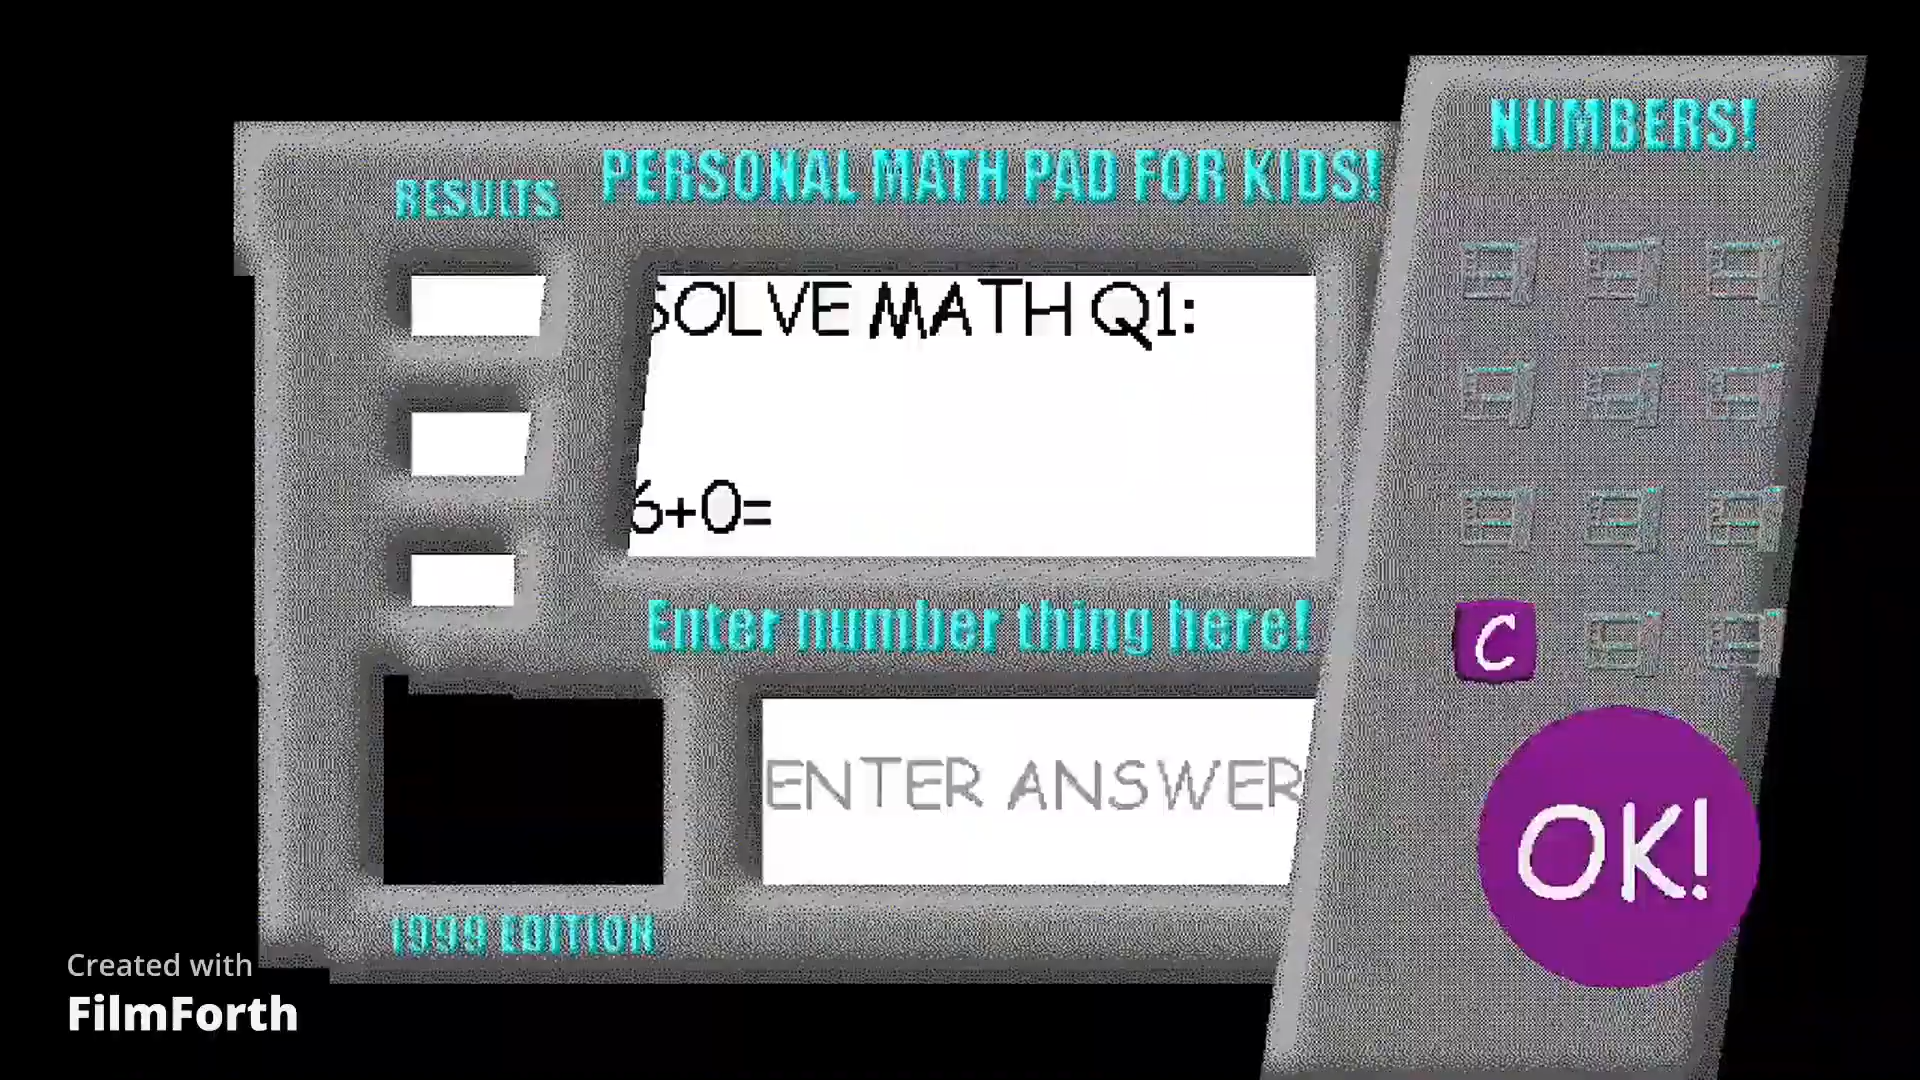 NUMBERS!
PERSONAL MATH PAD FOR KIDS!
RESULTS
SOLVE MATH Q1:
6+0=
Enter number thing here!
C
ENTER ANSWER
OK!
1999 EDITION
Created with
FilmForth